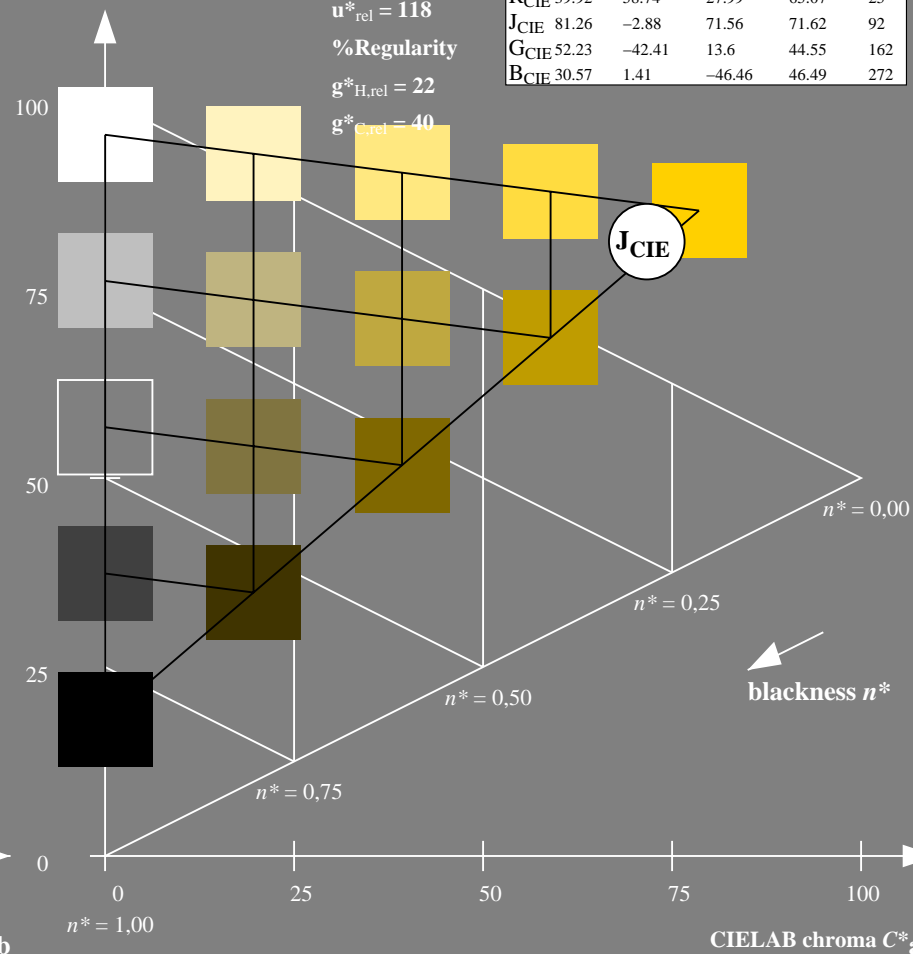 u*rel = 118
%Regularity
g*H,rel = 22
g*C,rel = 40
JCIE 81.26 −2.88 71.56 71.62 92
GCIE 52.23 −42.41 13.6 44.55 162
BCIE 30.57 1.41 −46.46 46.49 272
100
75
50
25
0
JCIE
n* = 0,00
n* = 0,25
n* = 0,50
n* = 0,75
blackness n*
0 25 50 75 100
n* = 1,00
CIELAB chroma C*